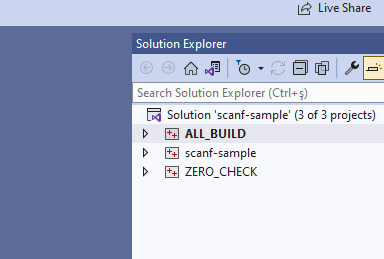 Live Share
Solution Explorer
Search Solution Explorer (Ctrl+ş)
Solution 'scanf-sample' (3 of 3 projects)
ALL_BUILD
scanf-sample
ZERO_CHECK